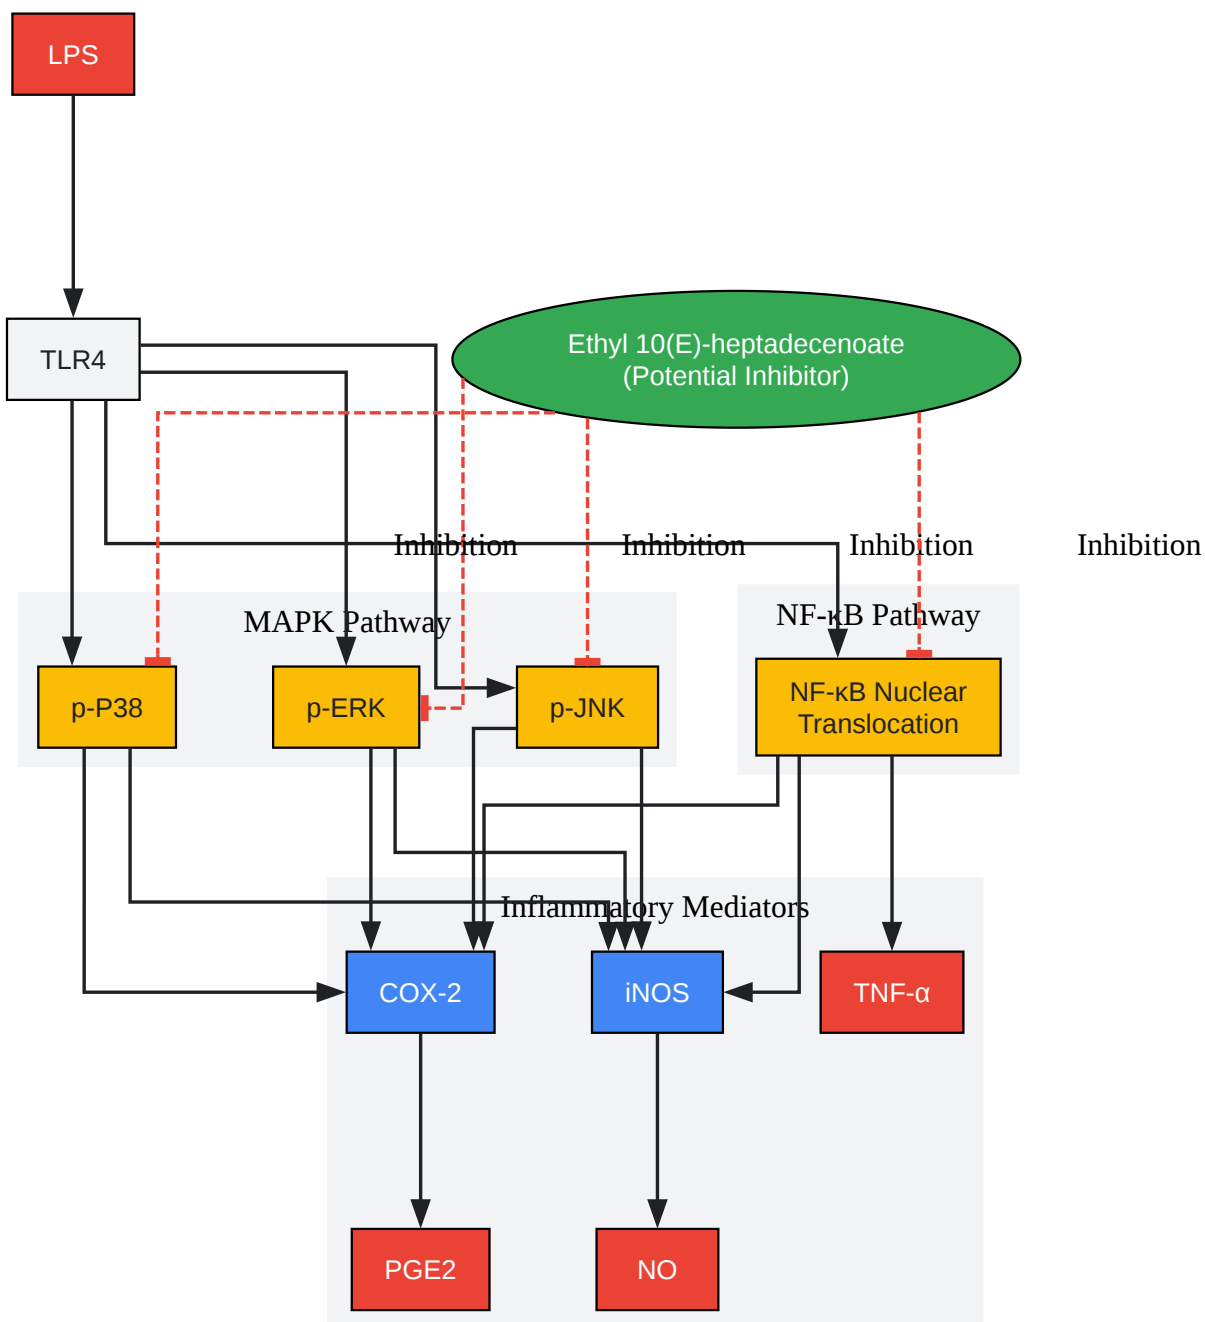 LPS
TLR4
Ethyl 10(E)-heptadecenoate
(Potential Inhibitor)
Inhibition
Inhibition
Inhibition
Inhibition
MAPK Pathway
NF-κB Pathway
p-P38
p-ERK
p-JNK
NF-κB Nuclear
Translocation
Inflammatory Mediators
COX-2
iNOS
TNF-α
PGE2
NO